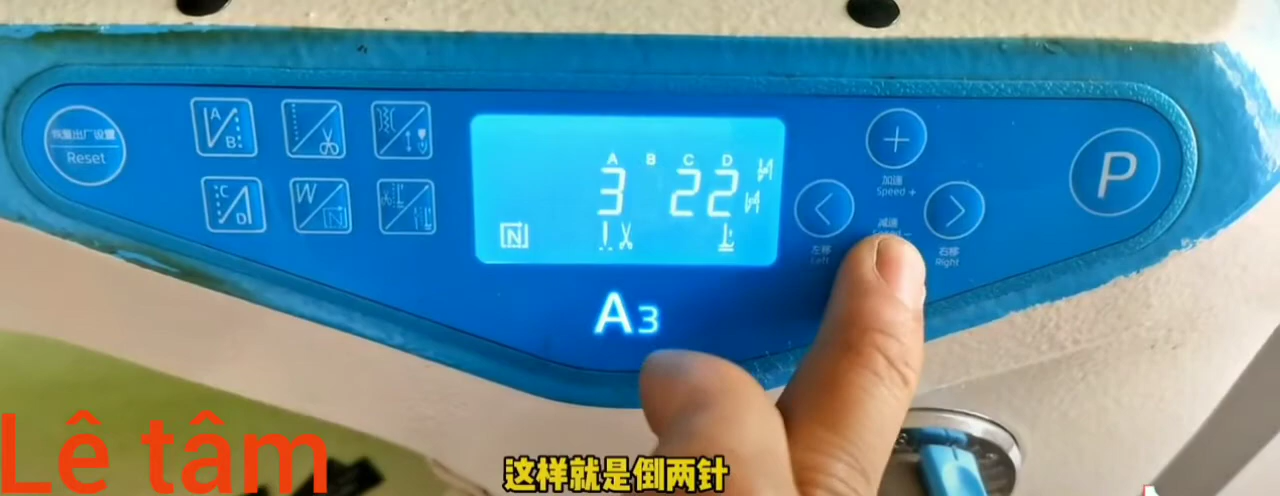 恢复出厂设置
Reset
A
B
C
D
W
N
A B C D
3 22
N
A3
+
加速
Speed +
<
左移
Left
减速
>
右移
Right
P
Lê tâm
这样就是倒两针